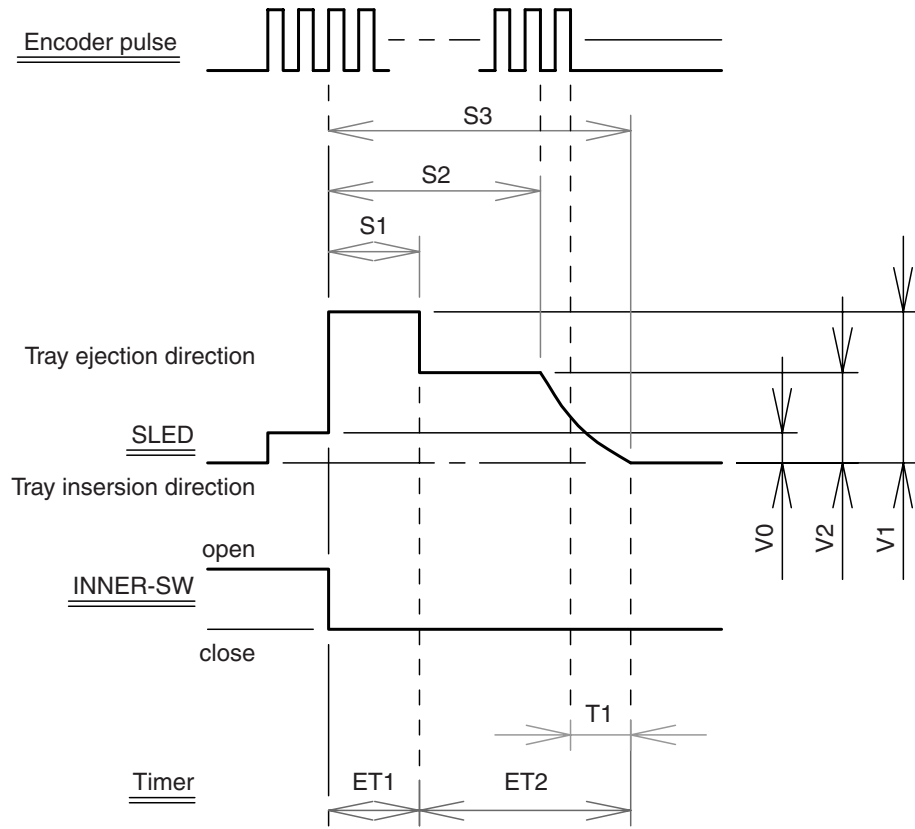 Encoder pulse
S3
S2
S1
Tray ejection direction
SLED
Tray insersion direction
V0
V2
V1
open
INNER-SW
close
T1
Timer
ET1
ET2